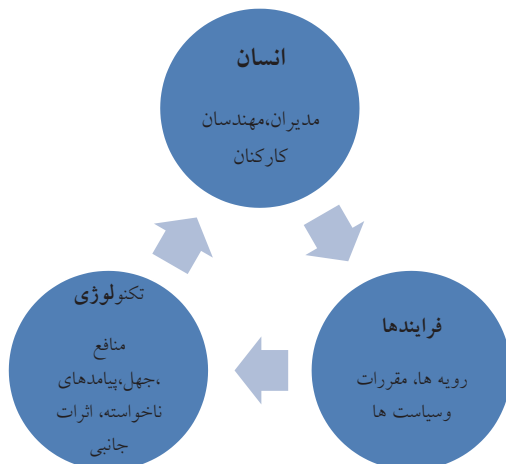 انسان
مدیران،مهندسان
کارکنان
فرایندها
رویه ها، مقررات
وسیاست ها
تکنولوژی
منافع
،جهل،پیامدهای
ناخواسته، اثرات
جانبی